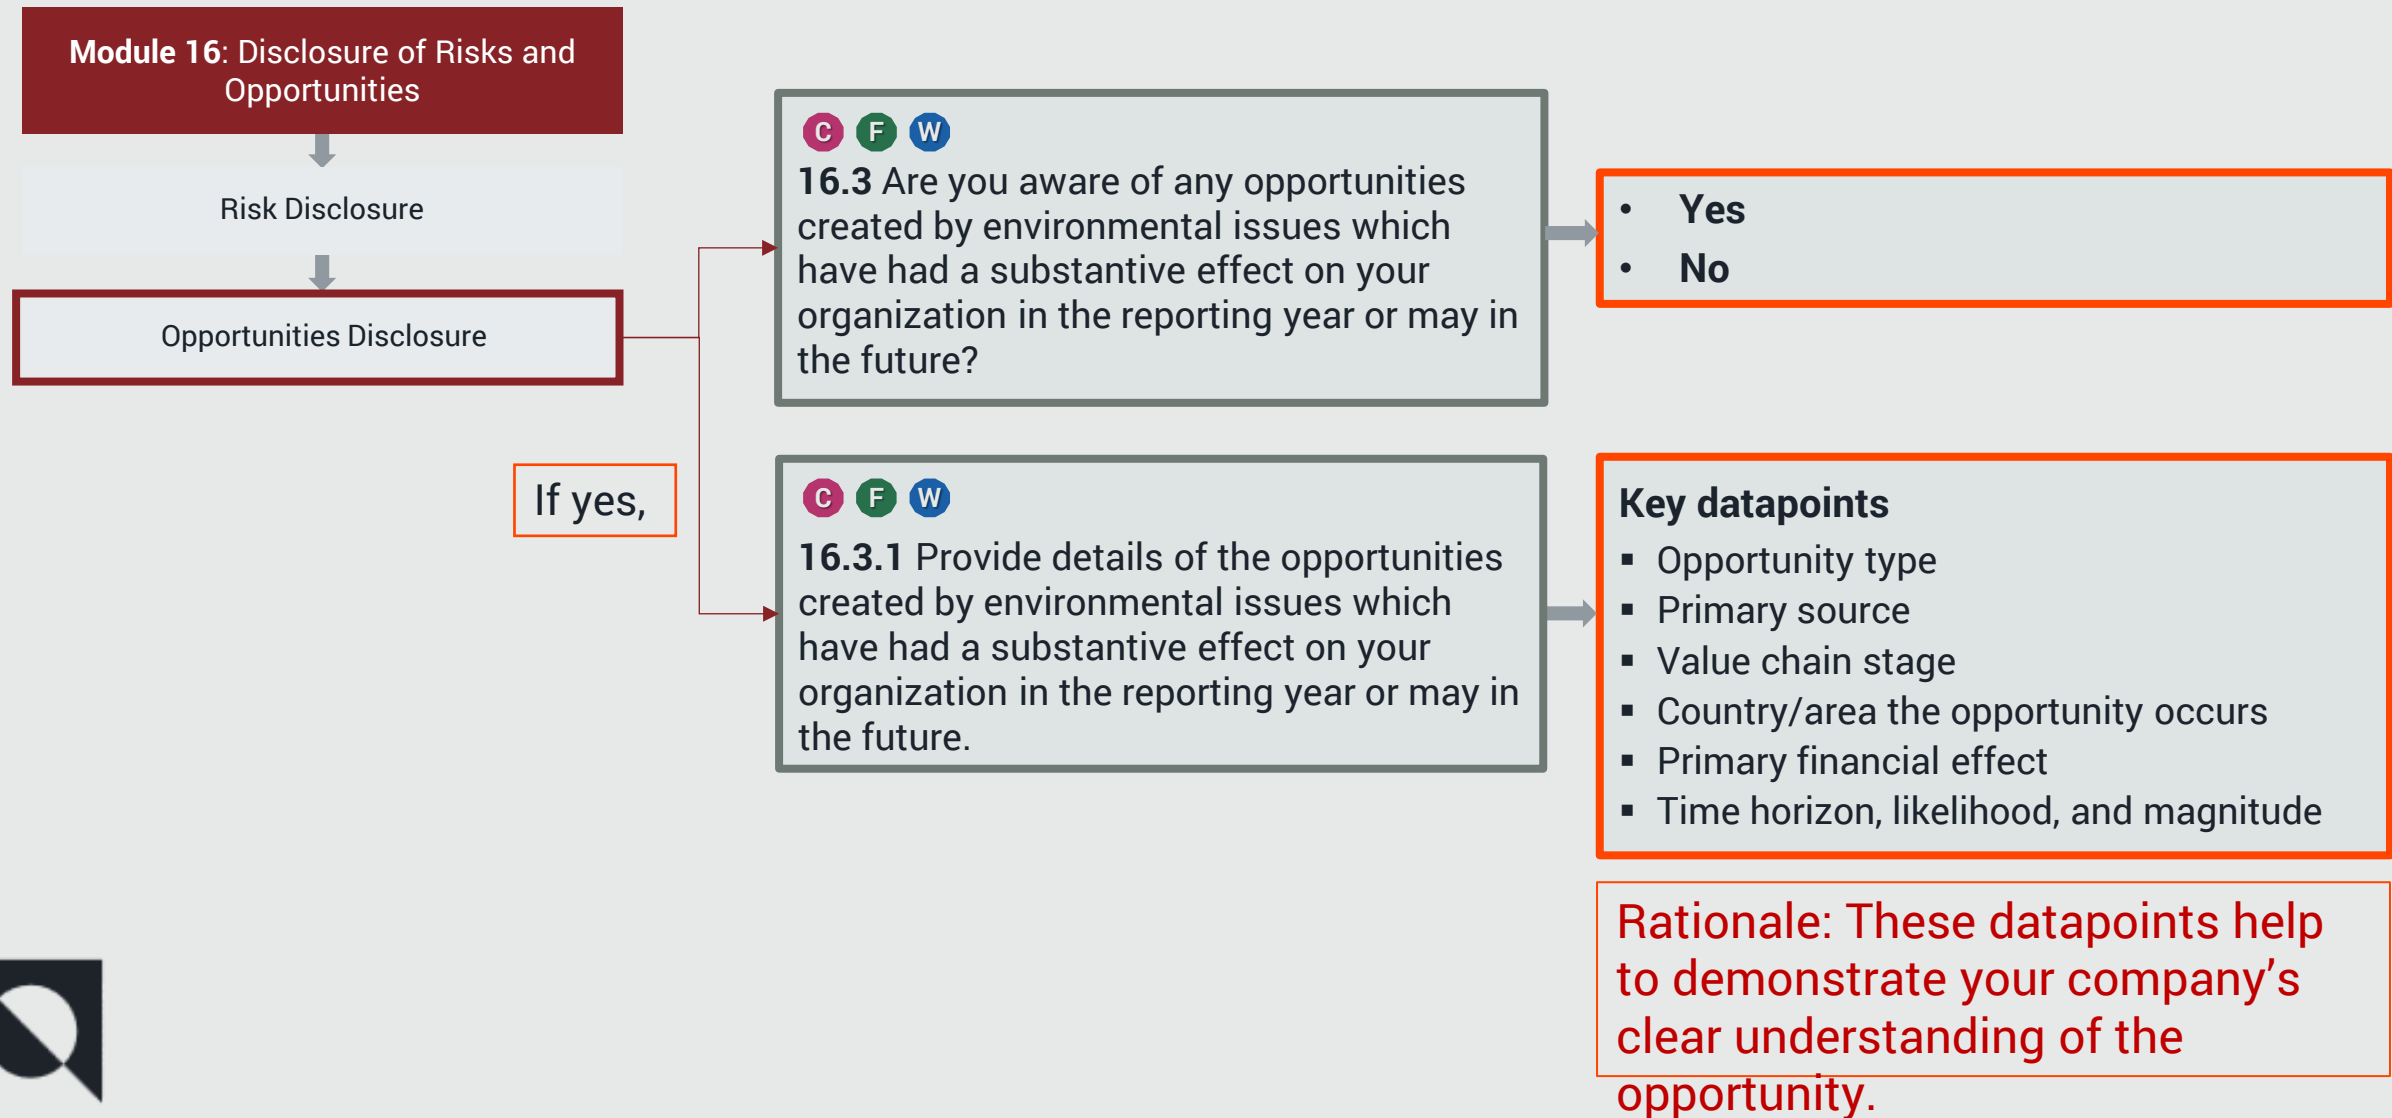 Module 16: Disclosure of Risks and
Opportunities
Risk Disclosure
Opportunities Disclosure
If yes,
C F W
16.3 Are you aware of any opportunities
created by environmental issues which
have had a substantive effect on your
organization in the reporting year or may in
the future?
• Yes
• No
C F W
16.3.1 Provide details of the opportunities
created by environmental issues which
have had a substantive effect on your
organization in the reporting year or may in
the future.
Key datapoints
▪ Opportunity type
▪ Primary source
▪ Value chain stage
▪ Country/area the opportunity occurs
▪ Primary financial effect
▪ Time horizon, likelihood, and magnitude
Rationale: These datapoints help
to demonstrate your company’s
clear understanding of the
opportunity.